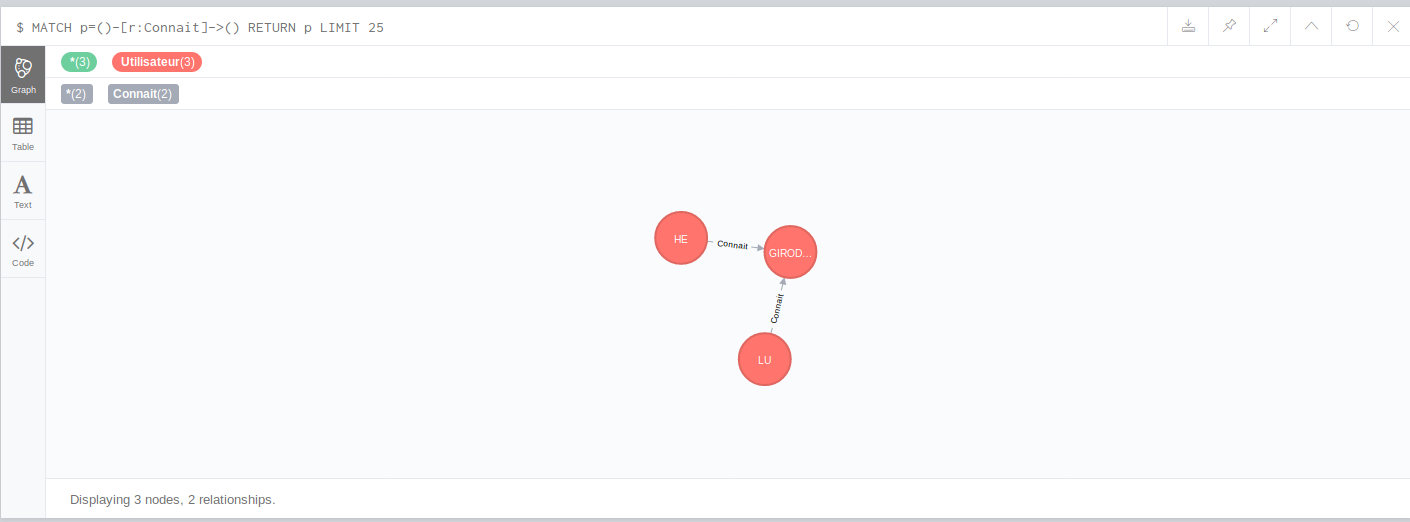 $ MATCH p=()-[r:Connait]->() RETURN p LIMIT 25
Graph
*(3) Utilisateur(3)
*(2) Connait(2)
Table
Text
Code
HE
Connait
GIROD...
Connait
LU
Displaying 3 nodes, 2 relationships.